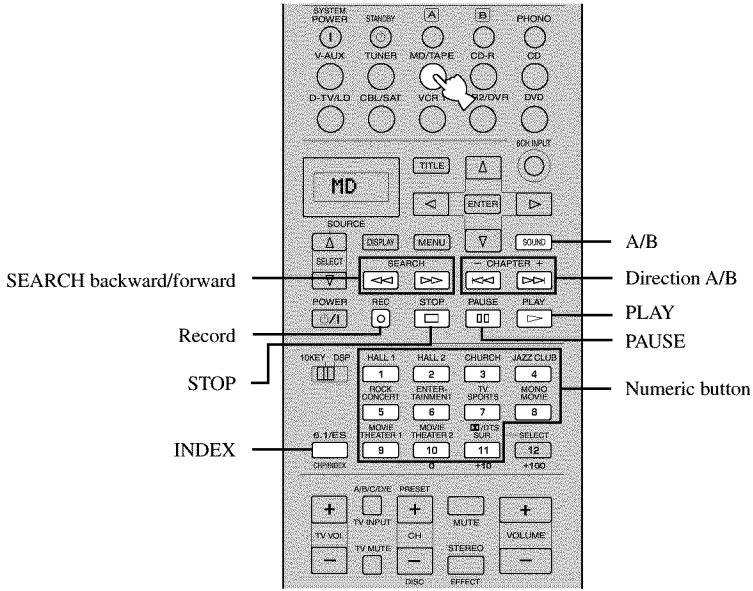 SYSTEM POWER STANDBY A B PHONO
V-AUX TUNER MD/TAPE CD-R CD
D-TV/LD CBL/SAT VCR 1 R2/DVR DVD
6CH INPUT
TITLE
MD
ENTER
SOURCE
DISPLAY MENU SOUND A/B
SELECT SEARCH – CHAPTER +
SEARCH backward/forward Direction A/B
POWER REC STOP PAUSE PLAY PLAY
Record PAUSE
10KEY DSP HALL 1 HALL 2 CHURCH JAZZ CLUB
1 2 3 4
STOP Numeric button
ROCK CONCERT ENTER-TAINMENT TV SPORTS MONO MOVIE
5 6 7 8
MOVIE THEATER 1 MOVIE THEATER 2 /DTS SUR. SELECT
6.1/ES 9 10 11 12
INDEX
CHP/INDEX 0 +10 +100
A/B/C/D/E PRESET
+ + +
TV INPUT MUTE
TV VOL CH VOLUME
TV MUTE STEREO
– – –
DISC EFFECT